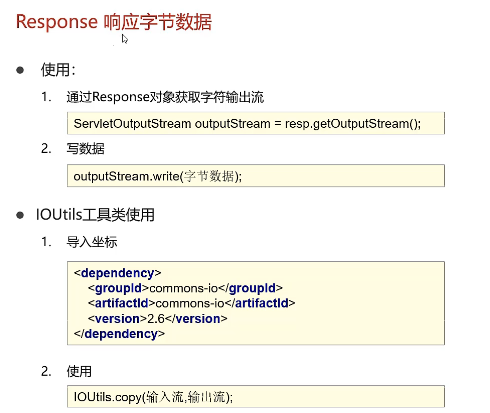 Response 响应字节数据
● 使用：
1. 通过Response对象获取字符输出流
ServletOutputStream outputStream = resp.getOutputStream();
2. 写数据
outputStream.write(字节数据);
● IOUtils工具类使用
1. 导入坐标
<dependency>
<groupId>commons-io</groupId>
<artifactId>commons-io</artifactId>
<version>2.6</version>
</dependency>
2. 使用
IOUtils.copy(输入流,输出流);